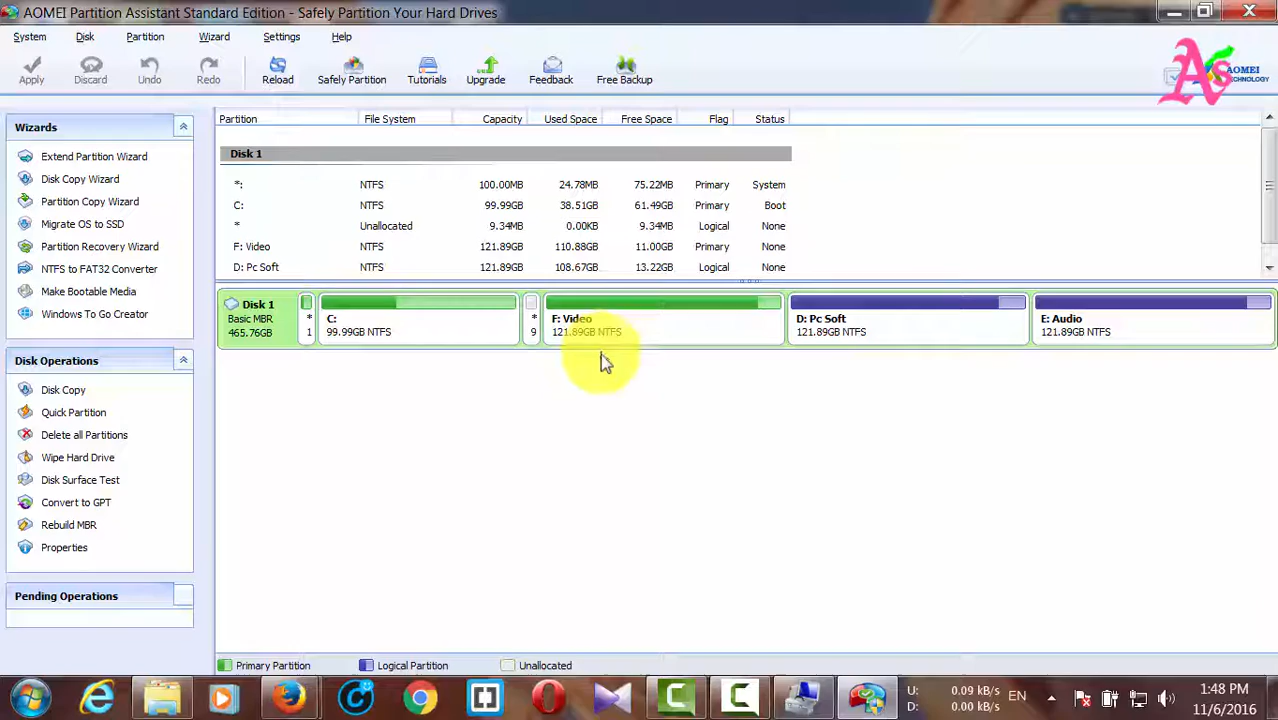 AOMEI Partition Assistant Standard Edition - Safely Partition Your Hard Drives
System Disk Partition Wizard Settings Help
Apply Discard Undo Redo Reload Safely Partition Tutorials Upgrade Feedback Free Backup
As AOMEI
TECHNOLOGY
Wizards
Extend Partition Wizard
Disk Copy Wizard
Partition Copy Wizard
Migrate OS to SSD
Partition Recovery Wizard
NTFS to FAT32 Converter
Make Bootable Media
Windows To Go Creator
Disk Operations
Disk Copy
Quick Partition
Delete all Partitions
Wipe Hard Drive
Disk Surface Test
Convert to GPT
Rebuild MBR
Properties
Pending Operations
Partition File System Capacity Used Space Free Space Flag Status
Disk 1
*: NTFS 100.00MB 24.78MB 75.22MB Primary System
C: NTFS 99.99GB 38.51GB 61.49GB Primary Boot
* Unallocated 9.34MB 0.00KB 9.34MB Logical None
F: Video NTFS 121.89GB 110.88GB 11.00GB Primary None
D: Pc Soft NTFS 121.89GB 108.67GB 13.22GB Logical None
Disk 1
Basic MBR
465.76GB
*
1
C:
99.99GB NTFS
*
9
F: Video
121.89GB NTFS
D: Pc Soft
121.89GB NTFS
E: Audio
121.89GB NTFS
Primary Partition Logical Partition Unallocated
U: 0.09 kB/s
D: 0.00 kB/s
EN
1:48 PM
11/6/2016